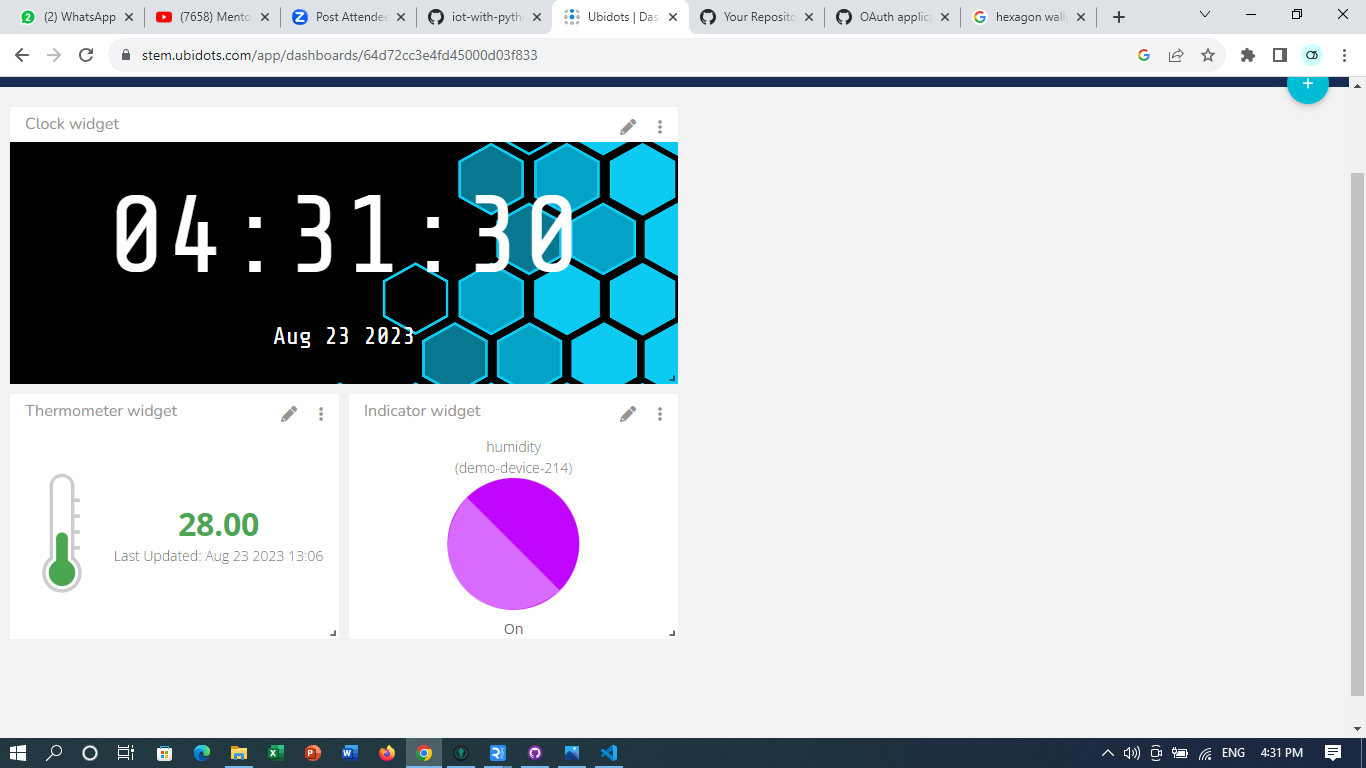 (2) WhatsApp
(7658) Mento
Post Attendee
iot-with-pyth
Ubidots | Das
Your Reposito
OAuth applica
hexagon wall
stem.ubidots.com/app/dashboards/64d72cc3e4fd45000d03f833
+
Clock widget
04:31:30
Aug 23 2023
Thermometer widget
28.00
Last Updated: Aug 23 2023 13:06
Indicator widget
humidity
(demo-device-214)
On
ENG
4:31 PM